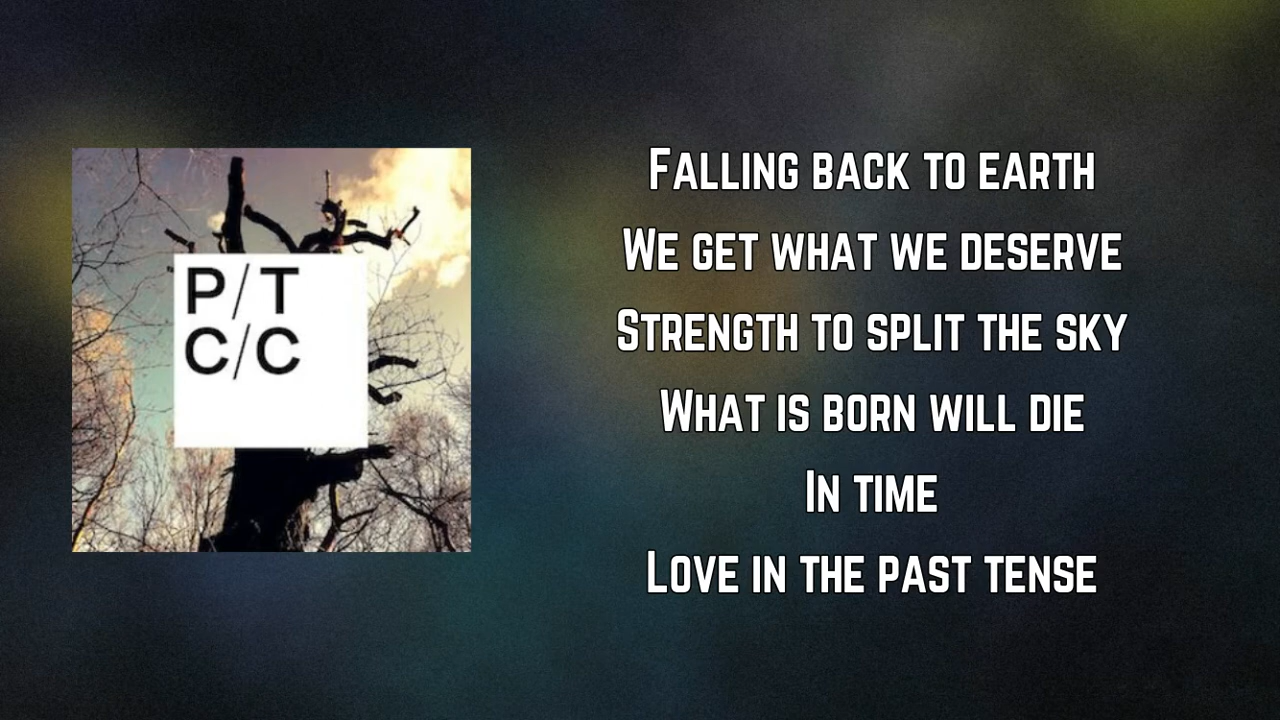 P/T
C/C
Falling back to earth
We get what we deserve
Strength to split the sky
What is born will die
In time
Love in the past tense